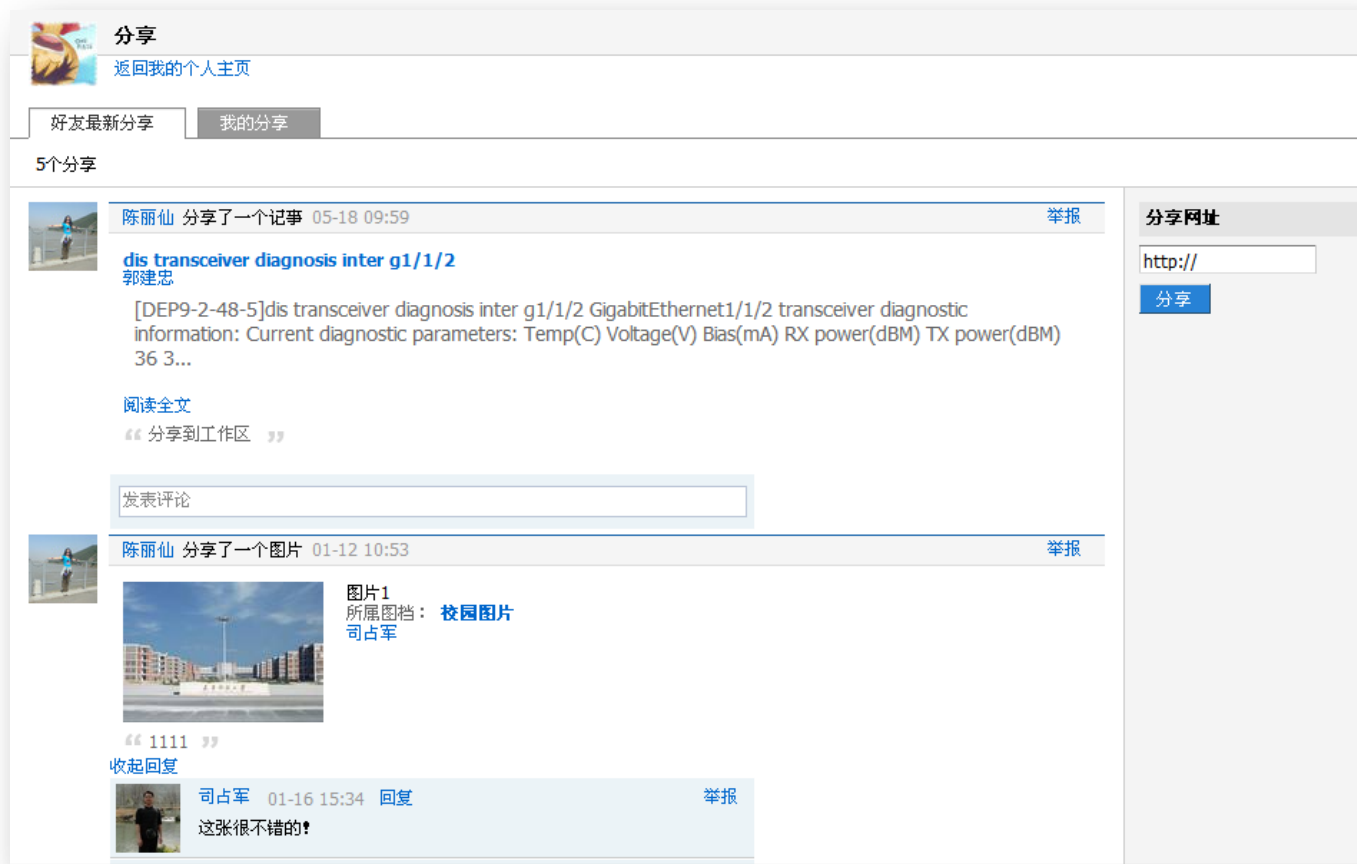 分享
返回我的个人主页
好友最新分享
我的分享
5个分享
陈丽仙 分享了一个记事 05-18 09:59 举报
dis transceiver diagnosis inter g1/1/2
郭建忠
[DEP9-2-48-5]dis transceiver diagnosis inter g1/1/2 GigabitEthernet1/1/2 transceiver diagnostic
information: Current diagnostic parameters: Temp(C) Voltage(V) Bias(mA) RX power(dBM) TX power(dBM)
36 3...
阅读全文
“ 分享到工作区 ”
发表评论
陈丽仙 分享了一个图片 01-12 10:53 举报
图片1
所属图档： 校园图片
司占军
“ 1111 ”
收起回复
司占军 01-16 15:34 回复 举报
这张很不错的!
分享网址
http://
分享